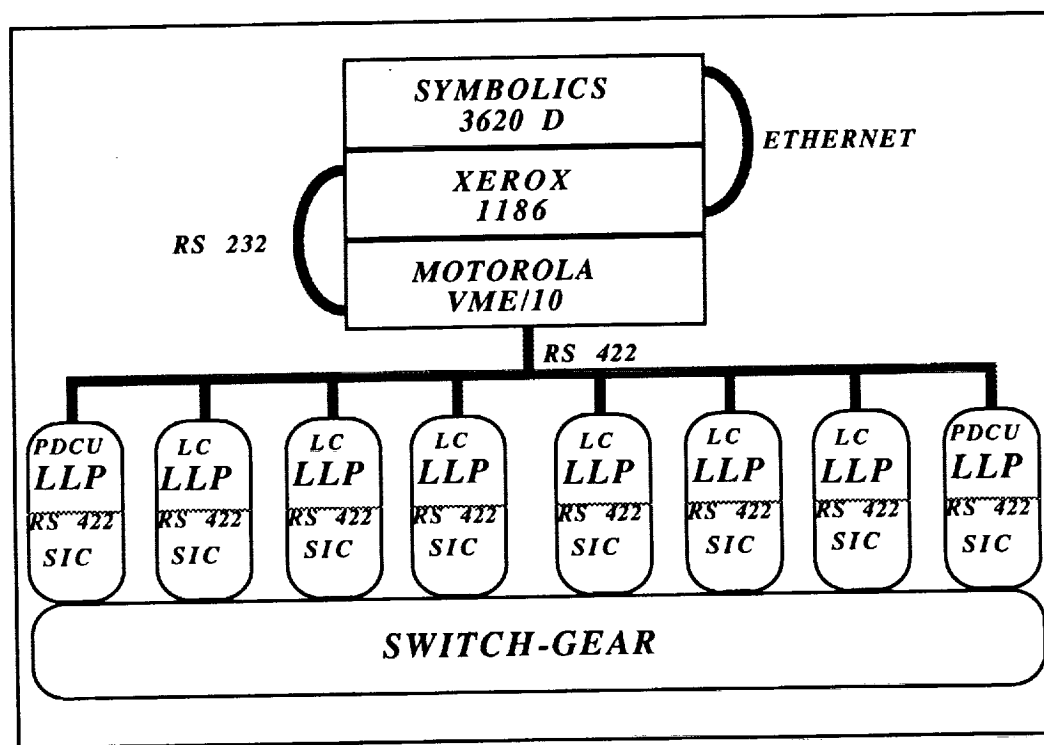 SYMBOLICS
3620 D
ETHERNET
XEROX
1186
RS 232
MOTOROLA
VME/10
RS 422
PDCU LC LC LC LC LC LC PDCU
LLP LLP LLP LLP LLP LLP LLP LLP
RS 422 RS 422 RS 422 RS 422 RS 422 RS 422 RS 422 RS 422
SIC SIC SIC SIC SIC SIC SIC SIC
SWITCH-GEAR